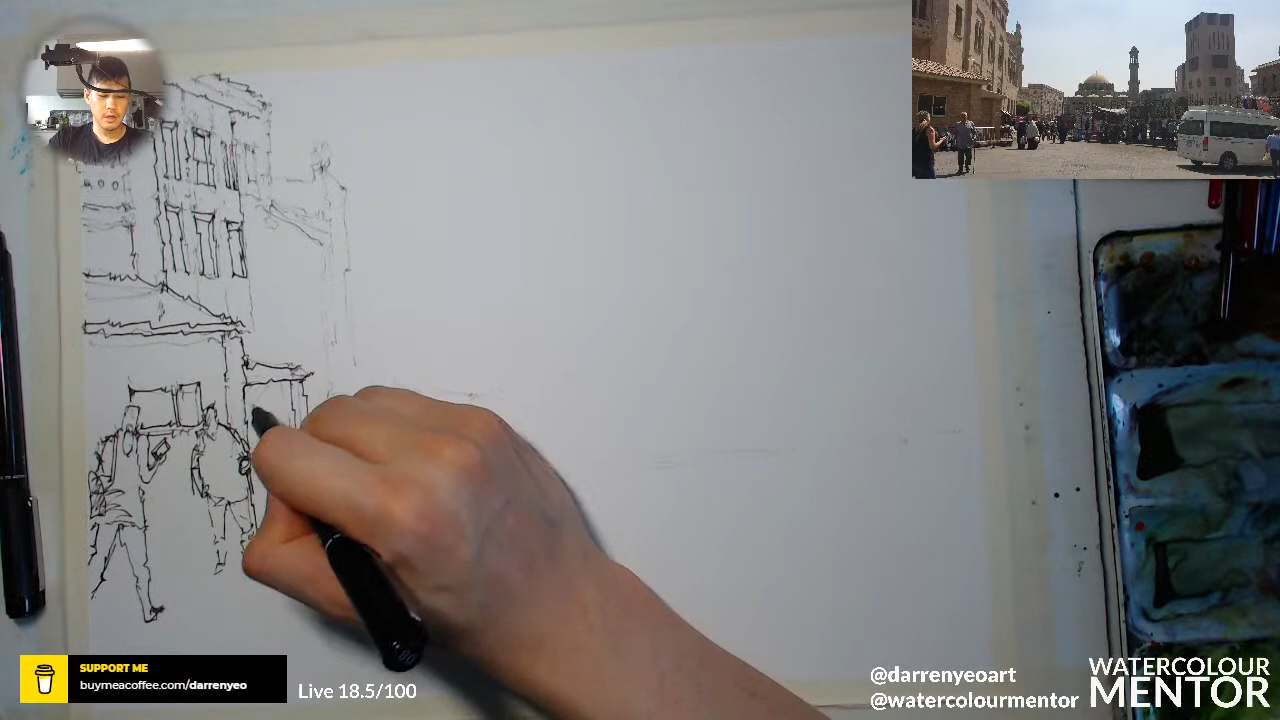 SUPPORT ME
buymeacoffee.com/darrenyeo
Live 18.5/100
@darrenyeoart
@watercolourmentor
WATERCOLOUR
MENTOR